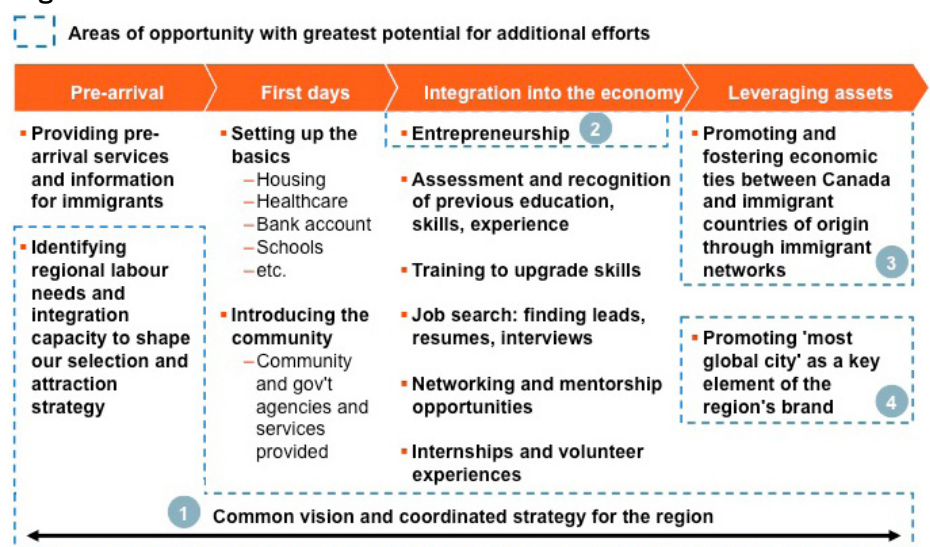 Areas of opportunity with greatest potential for additional efforts
Pre-arrival
First days
Integration into the economy
Leveraging assets
▪ Providing pre-
arrival services
and information
for immigrants
▪ Identifying
regional labour
needs and
integration
capacity to shape
our selection and
attraction
strategy
▪ Setting up the
basics
–Housing
–Healthcare
–Bank account
–Schools
–etc.
▪ Introducing the
community
–Community
and gov't
agencies and
services
provided
▪ Entrepreneurship 2
▪ Assessment and recognition
of previous education,
skills, experience
▪ Training to upgrade skills
▪ Job search: finding leads,
resumes, interviews
▪ Networking and mentorship
opportunities
▪ Internships and volunteer
experiences
▪ Promoting and
fostering economic
ties between Canada
and immigrant
countries of origin
through immigrant
networks 3
▪ Promoting 'most
global city' as a key
element of the
region's brand 4
1 Common vision and coordinated strategy for the region